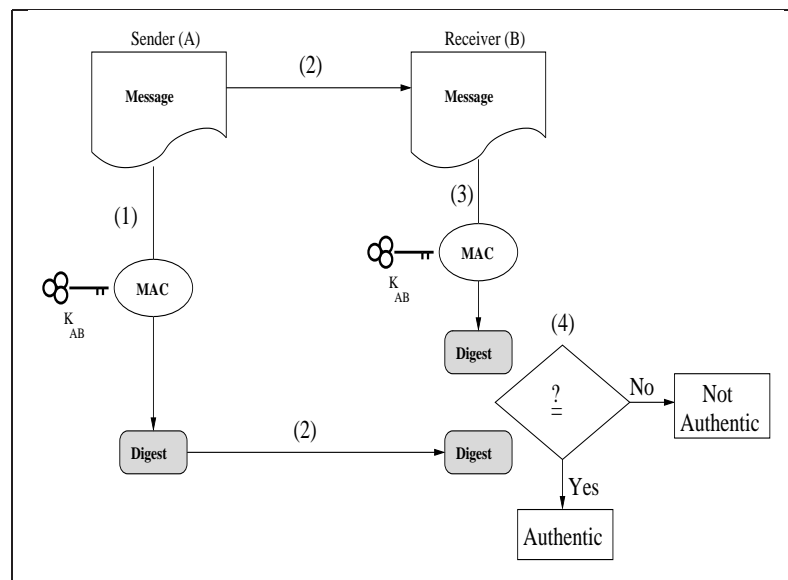 Sender (A)
Receiver (B)
(2)
Message
Message
(1)
(3)
MAC
MAC
K
AB
K
AB
Digest
(4)
?
=
No
Not
Authentic
Digest
(2)
Digest
Yes
Authentic